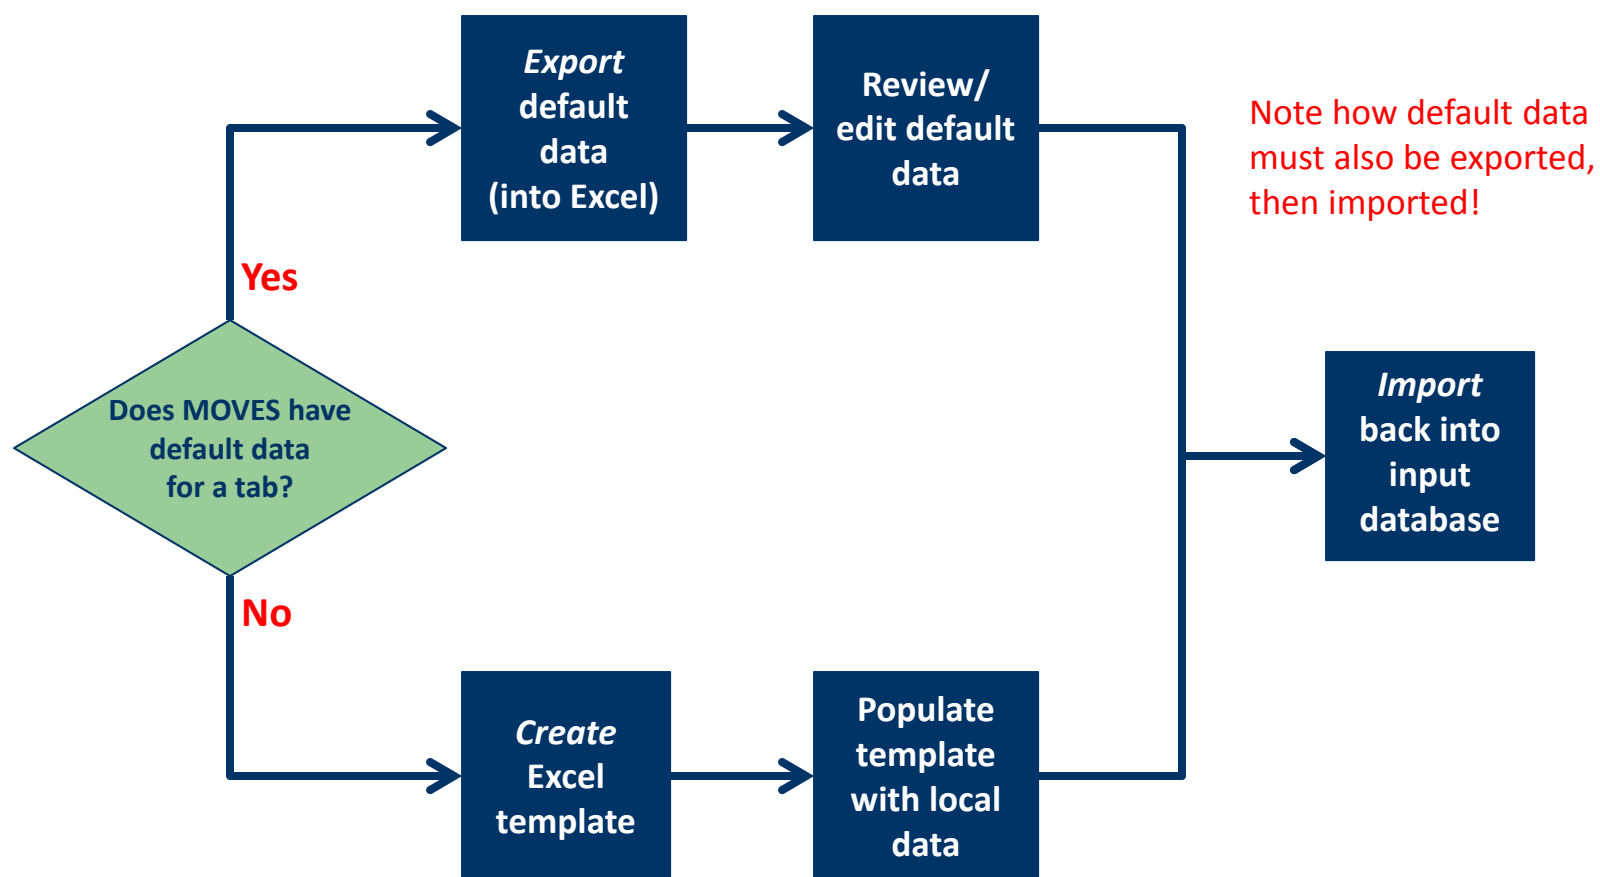 Export
default
data
(into Excel)
Review/
edit default
data
Note how default data
must also be exported,
then imported!
Yes
Does MOVES have
default data
for a tab?
Import
back into
input
database
No
Create
Excel
template
Populate
template
with local
data